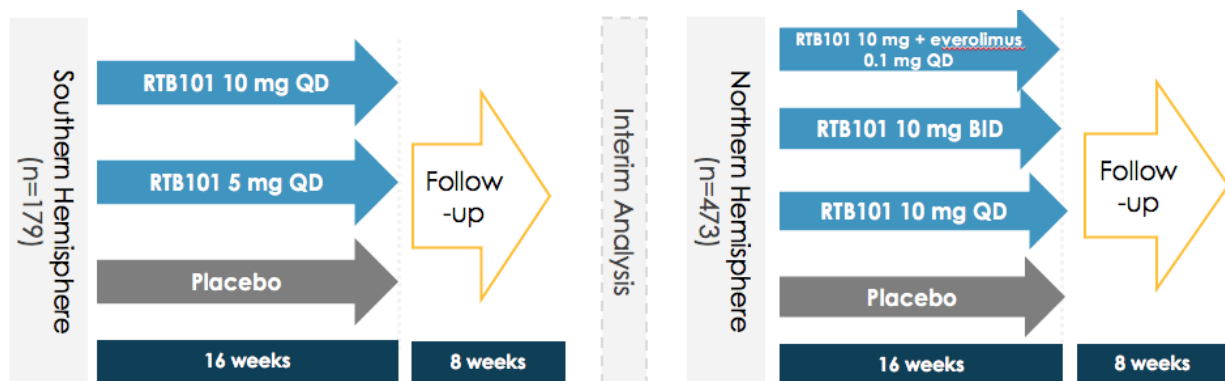 Southern Hemisphere
(n=179)
RTB101 10 mg QD
RTB101 5 mg QD
Placebo
16 weeks
Follow
-up
8 weeks
Interim Analysis
Northern Hemisphere
(n=473)
RTB101 10 mg + everolimus
0.1 mg QD
RTB101 10 mg BID
RTB101 10 mg QD
Placebo
16 weeks
Follow
-up
8 weeks